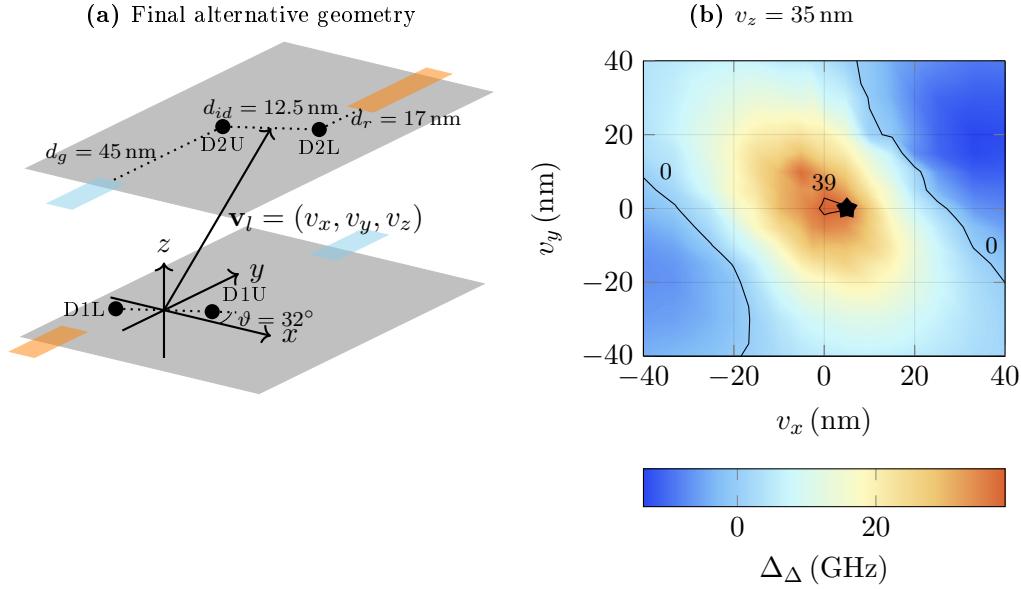 (a) Final alternative geometry
d_{id} = 12.5 nm
d_r = 17 nm
D2U
D2L
d_g = 45 nm
v_l = (v_x, v_y, v_z)
z
y
D1L
D1U
ϑ = 32°
x
(b) v_z = 35 nm
40
20
0
−20
−40
v_y (nm)
0
39
0
−40 −20 0 20 40
v_x (nm)
0 20
Δ_Δ (GHz)